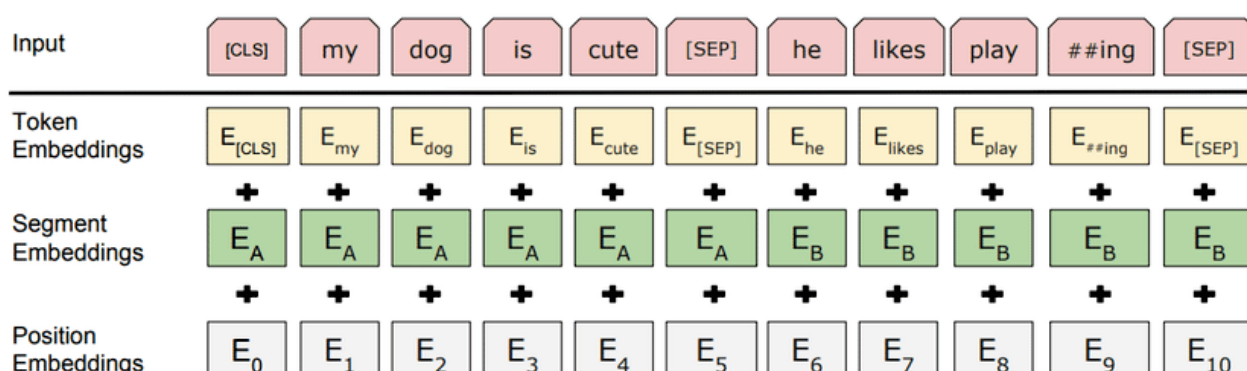 Input [CLS] my dog is cute [SEP] he likes play ##ing [SEP]
Token
Embeddings E[CLS] Emy Edog Eis Ecute E[SEP] Ehe Elikes Eplay E##ing E[SEP]
+ + + + + + + + + + +
Segment
Embeddings EA EA EA EA EA EA EB EB EB EB EB
+ + + + + + + + + + +
Position
Embeddings E0 E1 E2 E3 E4 E5 E6 E7 E8 E9 E10